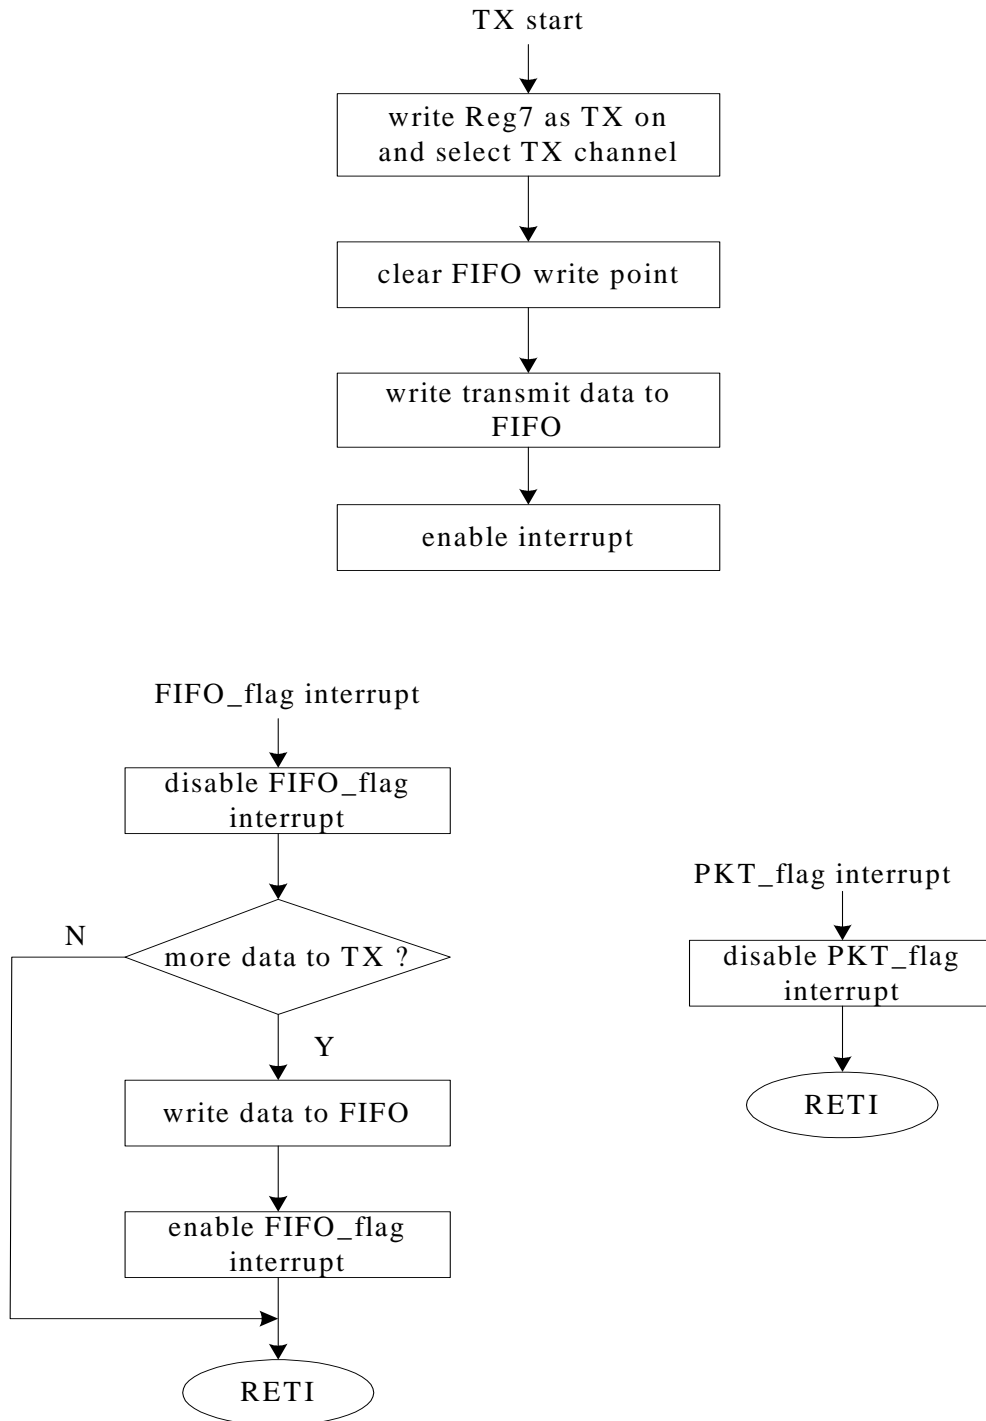 TX start
write Reg7 as TX on
and select TX channel
clear FIFO write point
write transmit data to
FIFO
enable interrupt
FIFO_flag interrupt
disable FIFO_flag
interrupt
N
more data to TX ?
Y
write data to FIFO
enable FIFO_flag
interrupt
RETI
PKT_flag interrupt
disable PKT_flag
interrupt
RETI